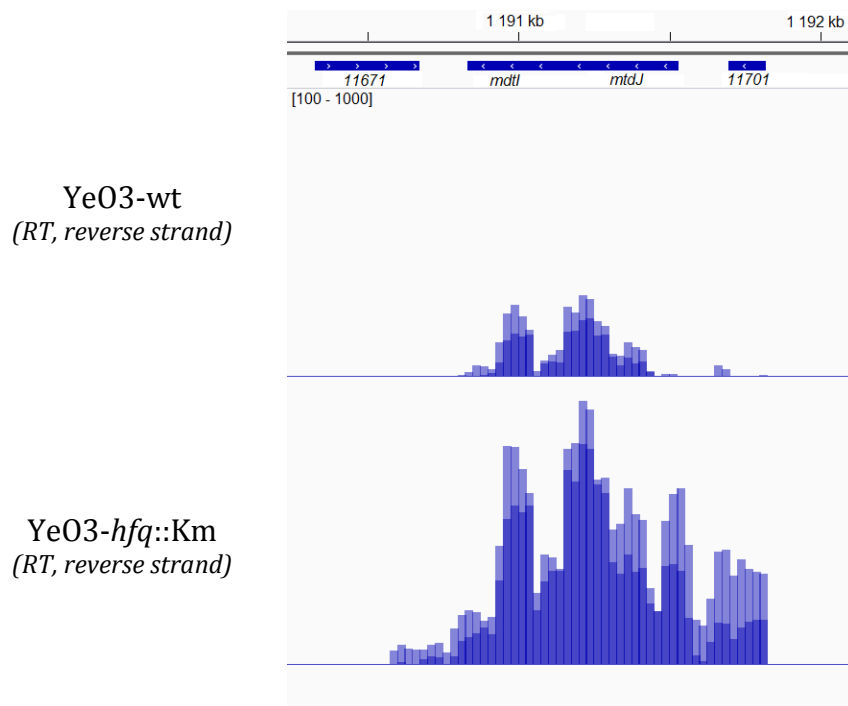 1 191 kb 1 192 kb
11671 mdtI mtdJ 11701
[100 - 1000]
YeO3-wt
(RT, reverse strand)
YeO3-hfq::Km
(RT, reverse strand)